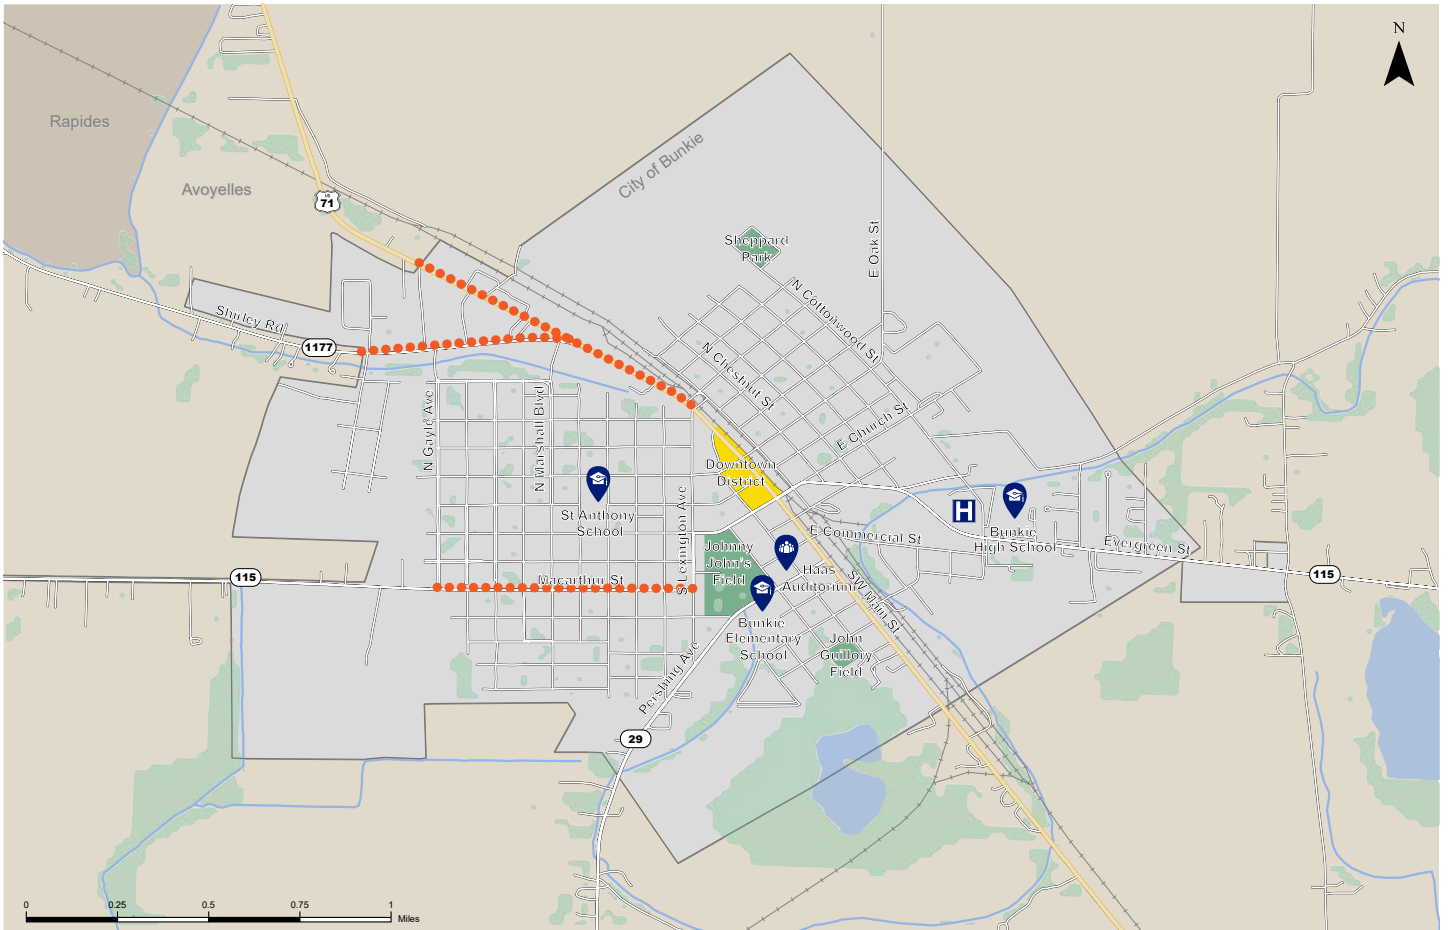 N
Rapides
City of Bunkie
Avoyelles
US
71
Sheppard
Park
E Oak St
N Cottonwood St
Shirley Rd
1177
N Chestnut St
N Gayle Ave
N Marshall Blvd
E Church St
Downtown
District
St Anthony
School
S Lexington Ave
H
Bunkie
High School
E Commercial St
Evergreen St
Johnny
John's
Field
Haas
Auditorium
115
Macarthur St
115
SW Main St
Bunkie
Elementary
School
John
Guillory
Field
Pershing Ave
29
0 0.25 0.5 0.75 1
Miles